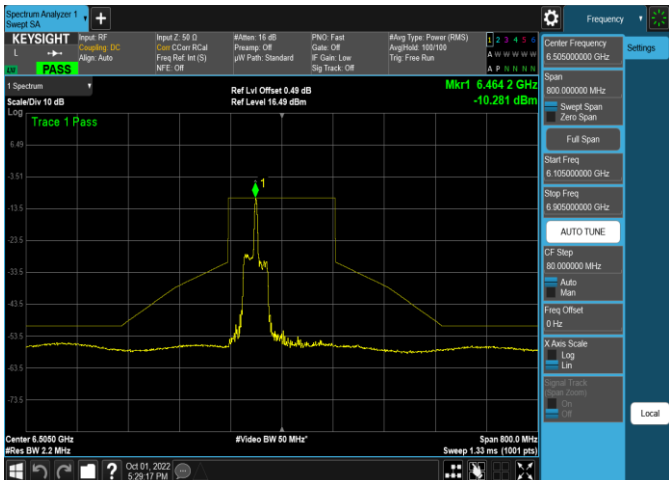 Spectrum Analyzer 1
Swept SA
+
Frequency
KEYSIGHT
L
LV
PASS
Input: RF
Coupling: DC
Align: Auto
Input Z: 50 Ω
Corr CCorr RCal
Freq Ref: Int (S)
NFE: Off
#Atten: 16 dB
Preamp: Off
µW Path: Standard
PNO: Fast
Gate: Off
IF Gain: Low
Sig Track: Off
#Avg Type: Power (RMS)
Avg|Hold: 100/100
Trig: Free Run
1 2 3 4 5 6
A W W W W W
A P N N N N
1 Spectrum
Scale/Div 10 dB
Log
Ref Lvl Offset 0.49 dB
Ref Level 16.49 dBm
Mkr1 6.464 2 GHz
-10.281 dBm
Trace 1 Pass
1
6.49
-3.51
-13.5
-23.5
-33.5
-43.5
-53.5
-63.5
-73.5
Center 6.5050 GHz
#Res BW 2.2 MHz
#Video BW 50 MHz*
Span 800.0 MHz
Sweep 1.33 ms (1001 pts)
Oct 01, 2022
5:29:17 PM
?
Center Frequency
6.505000000 GHz
Span
800.000000 MHz
Swept Span
Zero Span
Full Span
Start Freq
6.105000000 GHz
Stop Freq
6.905000000 GHz
AUTO TUNE
CF Step
80.000000 MHz
Auto
Man
Freq Offset
0 Hz
X Axis Scale
Log
Lin
Signal Track
(Span Zoom)
On
Off
Settings
Local